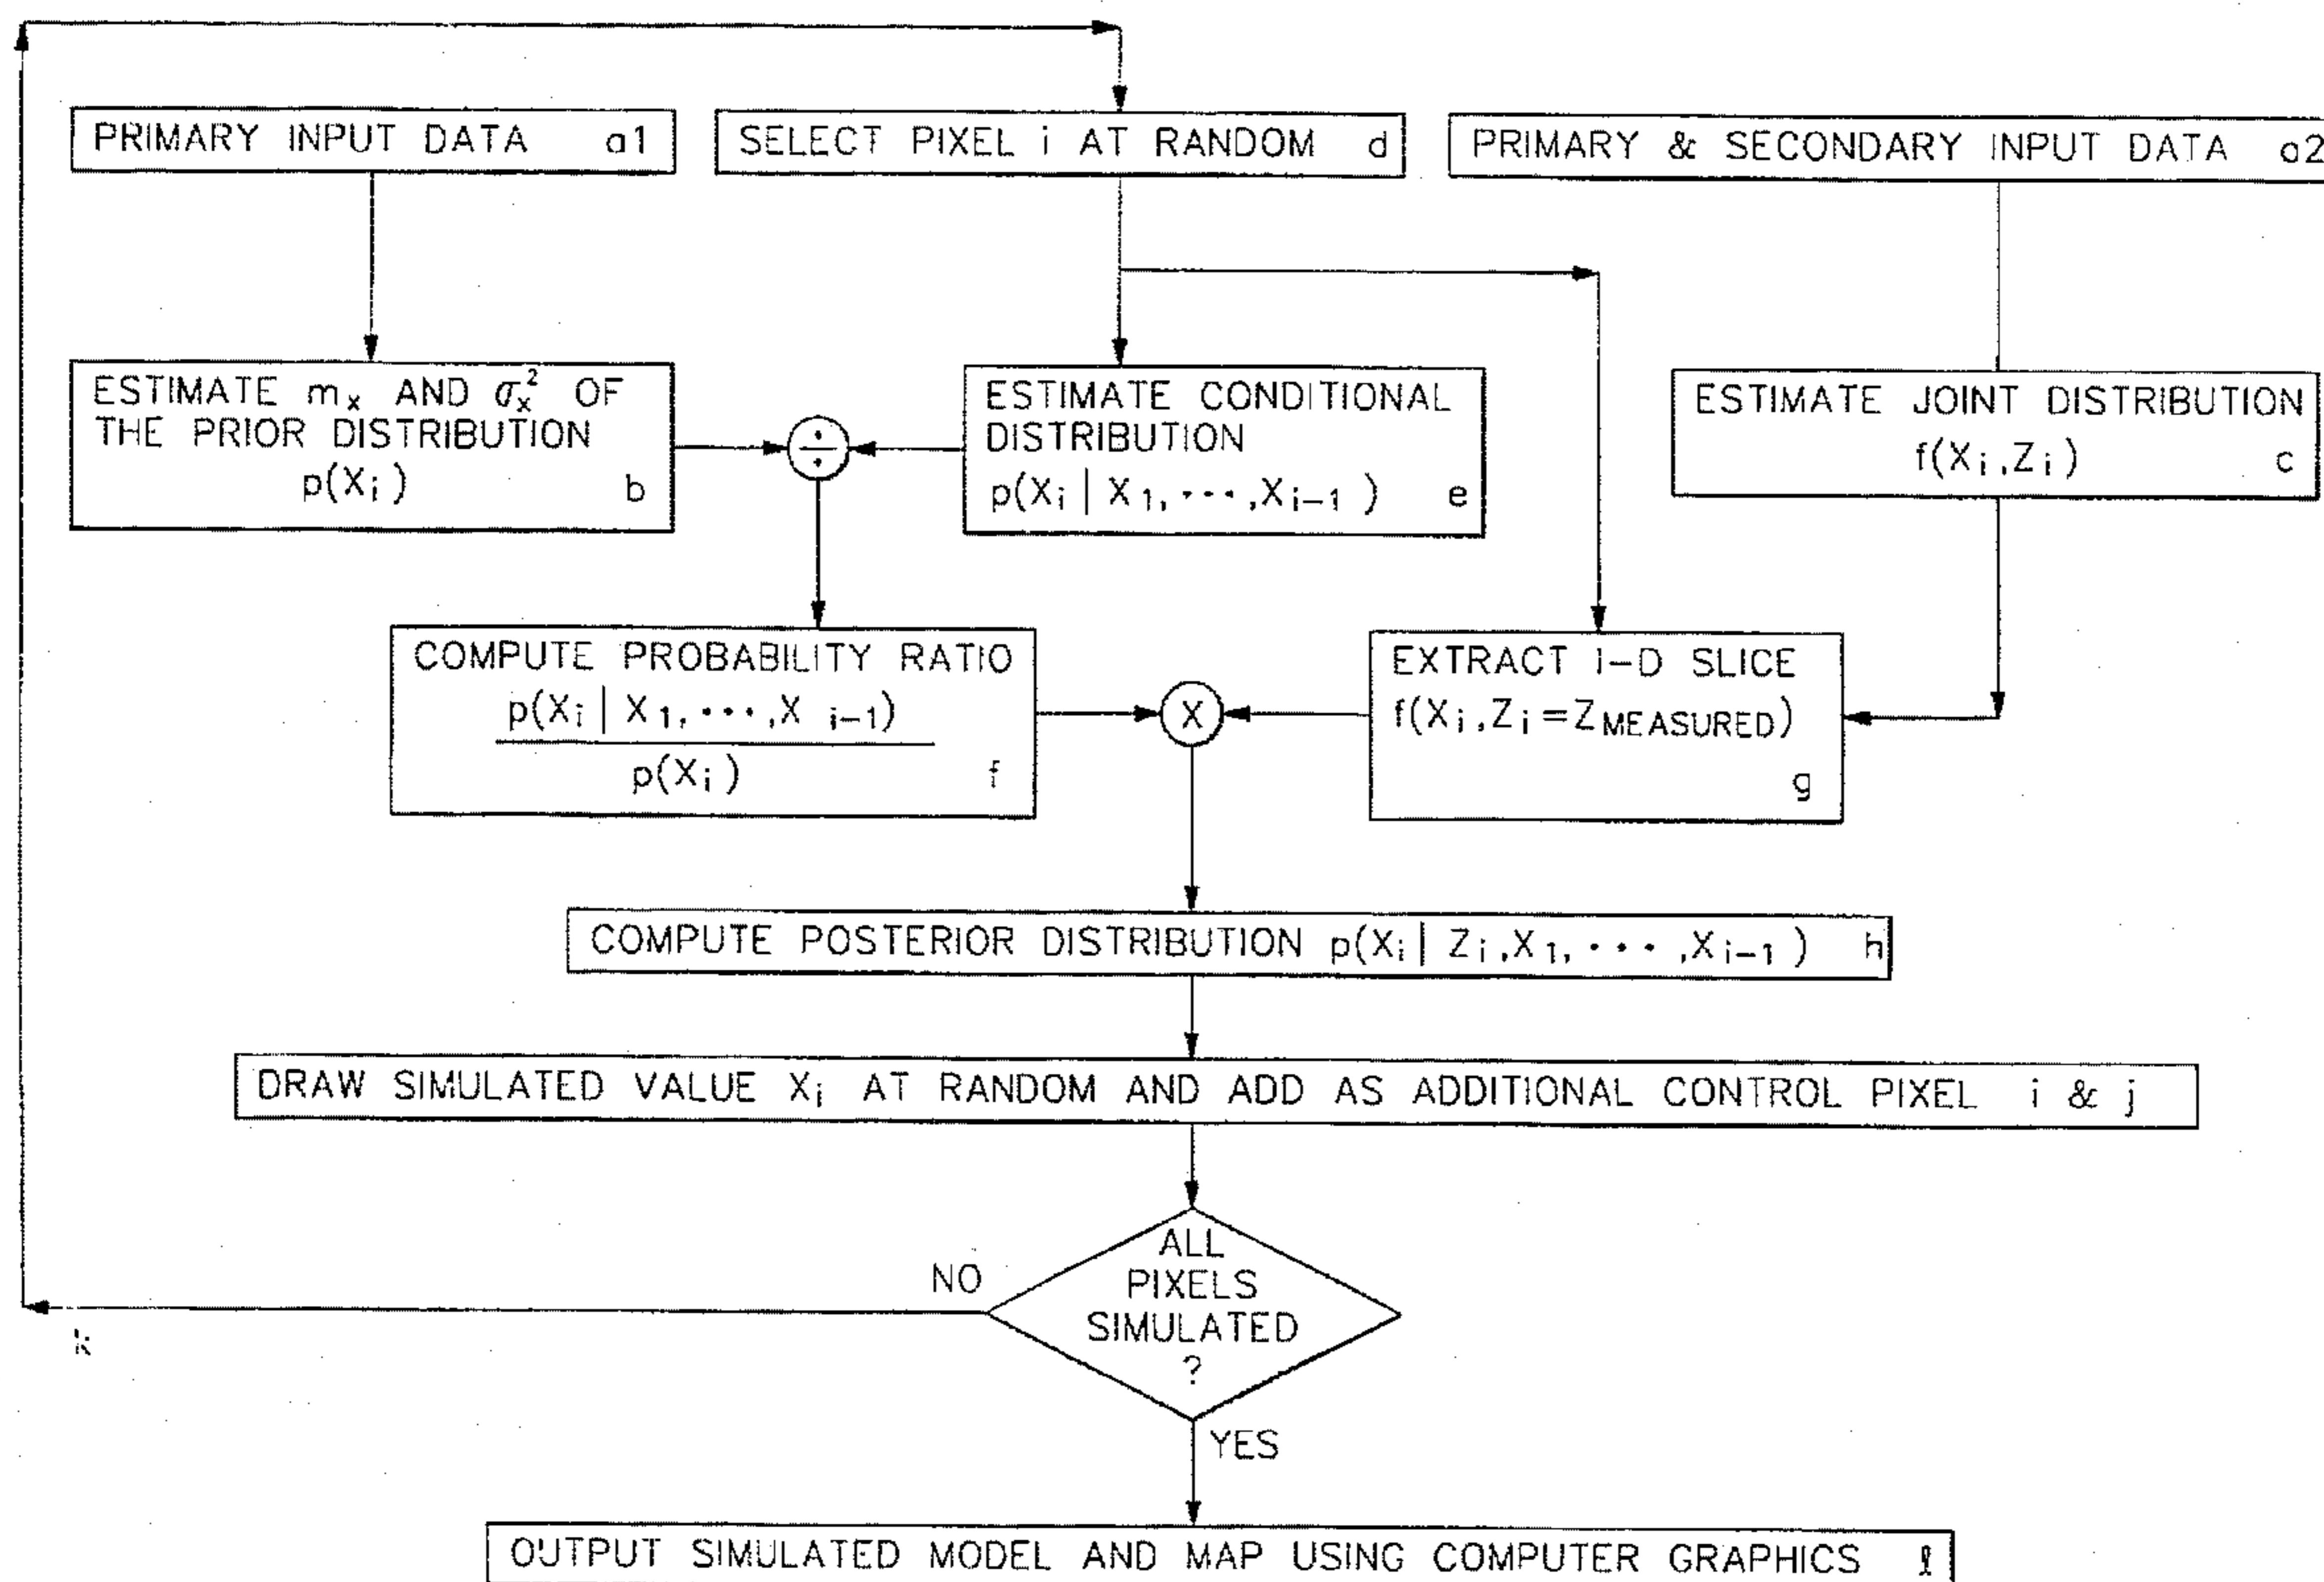 PRIMARY INPUT DATA a1
SELECT PIXEL i AT RANDOM d
PRIMARY & SECONDARY INPUT DATA a2
ESTIMATE mₓ AND σₓ² OF
THE PRIOR DISTRIBUTION
p(Xᵢ) b
÷
ESTIMATE CONDITIONAL
DISTRIBUTION
p(Xᵢ | X₁, ··· ,Xᵢ₋₁) e
ESTIMATE JOINT DISTRIBUTION
f(Xᵢ,Zᵢ) c
COMPUTE PROBABILITY RATIO
p(Xᵢ | X₁, ··· ,X ᵢ₋₁)
p(Xᵢ) f
X
EXTRACT i-D SLICE
f(Xᵢ,Zᵢ=Z MEASURED)
g
COMPUTE POSTERIOR DISTRIBUTION p(Xᵢ | Zᵢ,X₁, ··· ,Xᵢ₋₁) h
DRAW SIMULATED VALUE Xᵢ AT RANDOM AND ADD AS ADDITIONAL CONTROL PIXEL i & j
ALL
PIXELS
SIMULATED
?
NO
k
YES
OUTPUT SIMULATED MODEL AND MAP USING COMPUTER GRAPHICS ℓ